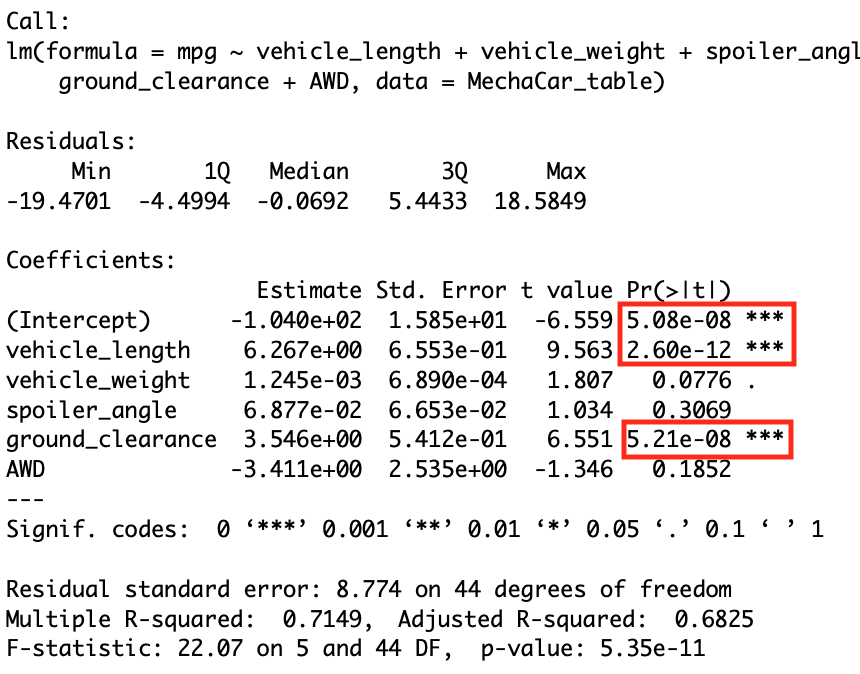 Call:
lm(formula = mpg ~ vehicle_length + vehicle_weight + spoiler_angl
    ground_clearance + AWD, data = MechaCar_table)

Residuals:
     Min       1Q   Median       3Q      Max
-19.4701  -4.4994  -0.0692   5.4433  18.5849

Coefficients:
                   Estimate Std. Error t value Pr(>|t|)
(Intercept)      -1.040e+02  1.585e+01  -6.559 5.08e-08 ***
vehicle_length    6.267e+00  6.553e-01   9.563 2.60e-12 ***
vehicle_weight    1.245e-03  6.890e-04   1.807   0.0776 .
spoiler_angle     6.877e-02  6.653e-02   1.034   0.3069
ground_clearance  3.546e+00  5.412e-01   6.551 5.21e-08 ***
AWD              -3.411e+00  2.535e+00  -1.346   0.1852
---
Signif. codes:  0 ‘***’ 0.001 ‘**’ 0.01 ‘*’ 0.05 ‘.’ 0.1 ‘ ’ 1

Residual standard error: 8.774 on 44 degrees of freedom
Multiple R-squared:  0.7149,	Adjusted R-squared:  0.6825
F-statistic: 22.07 on 5 and 44 DF,  p-value: 5.35e-11